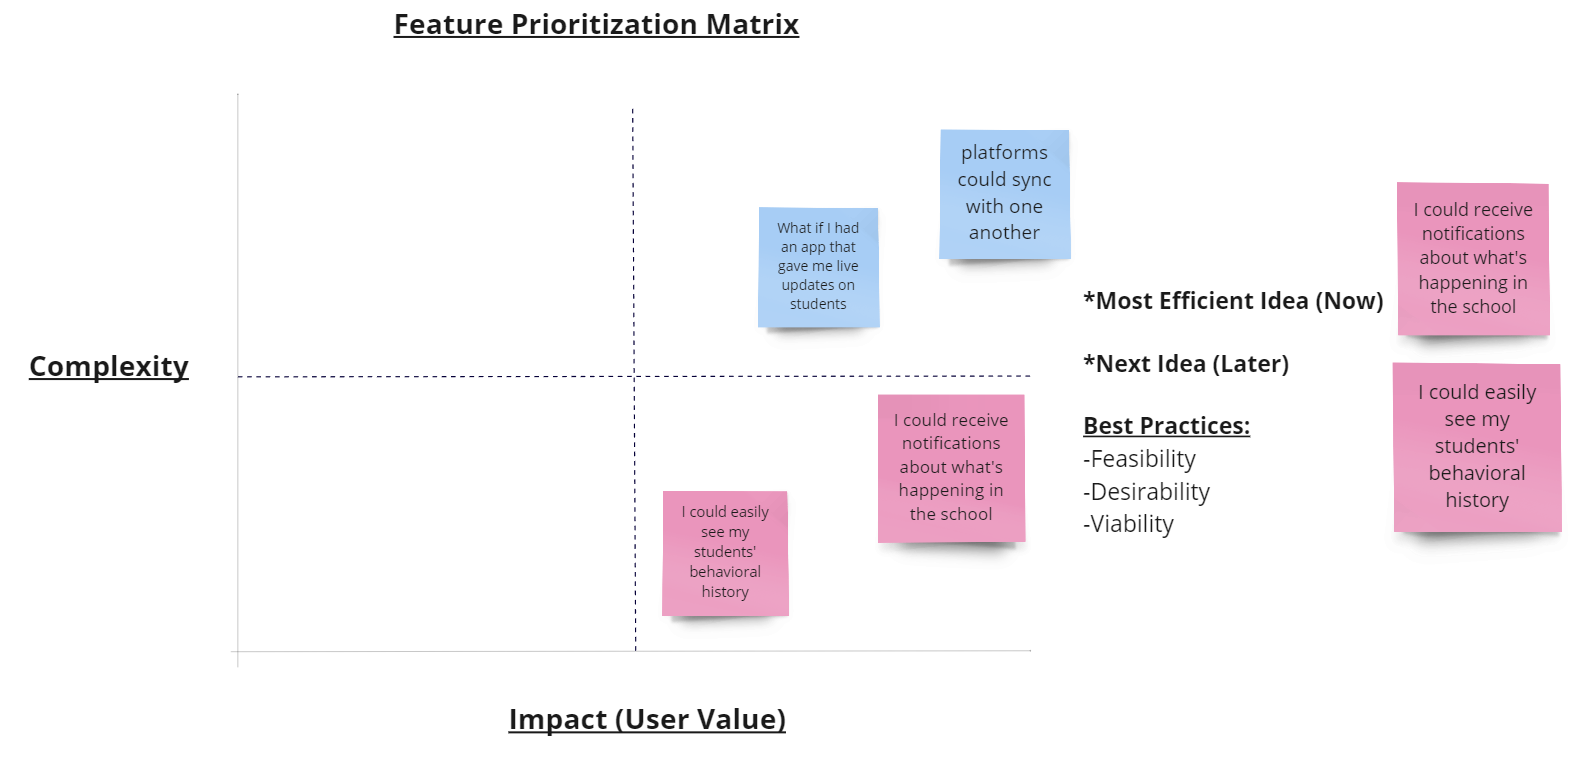 Feature Prioritization Matrix
platforms
could sync
with one
another
What if I had
an app that
gave me live
updates on
students
I could receive
notifications
about what's
happening in
the school
*Most Efficient Idea (Now)
Complexity
*Next Idea (Later)
I could easily
see my
students'
behavioral
history
I could receive
notifications
about what's
happening in
the school
I could easily
see my
students'
behavioral
history
Best Practices:
-Feasibility
-Desirability
-Viability
Impact (User Value)